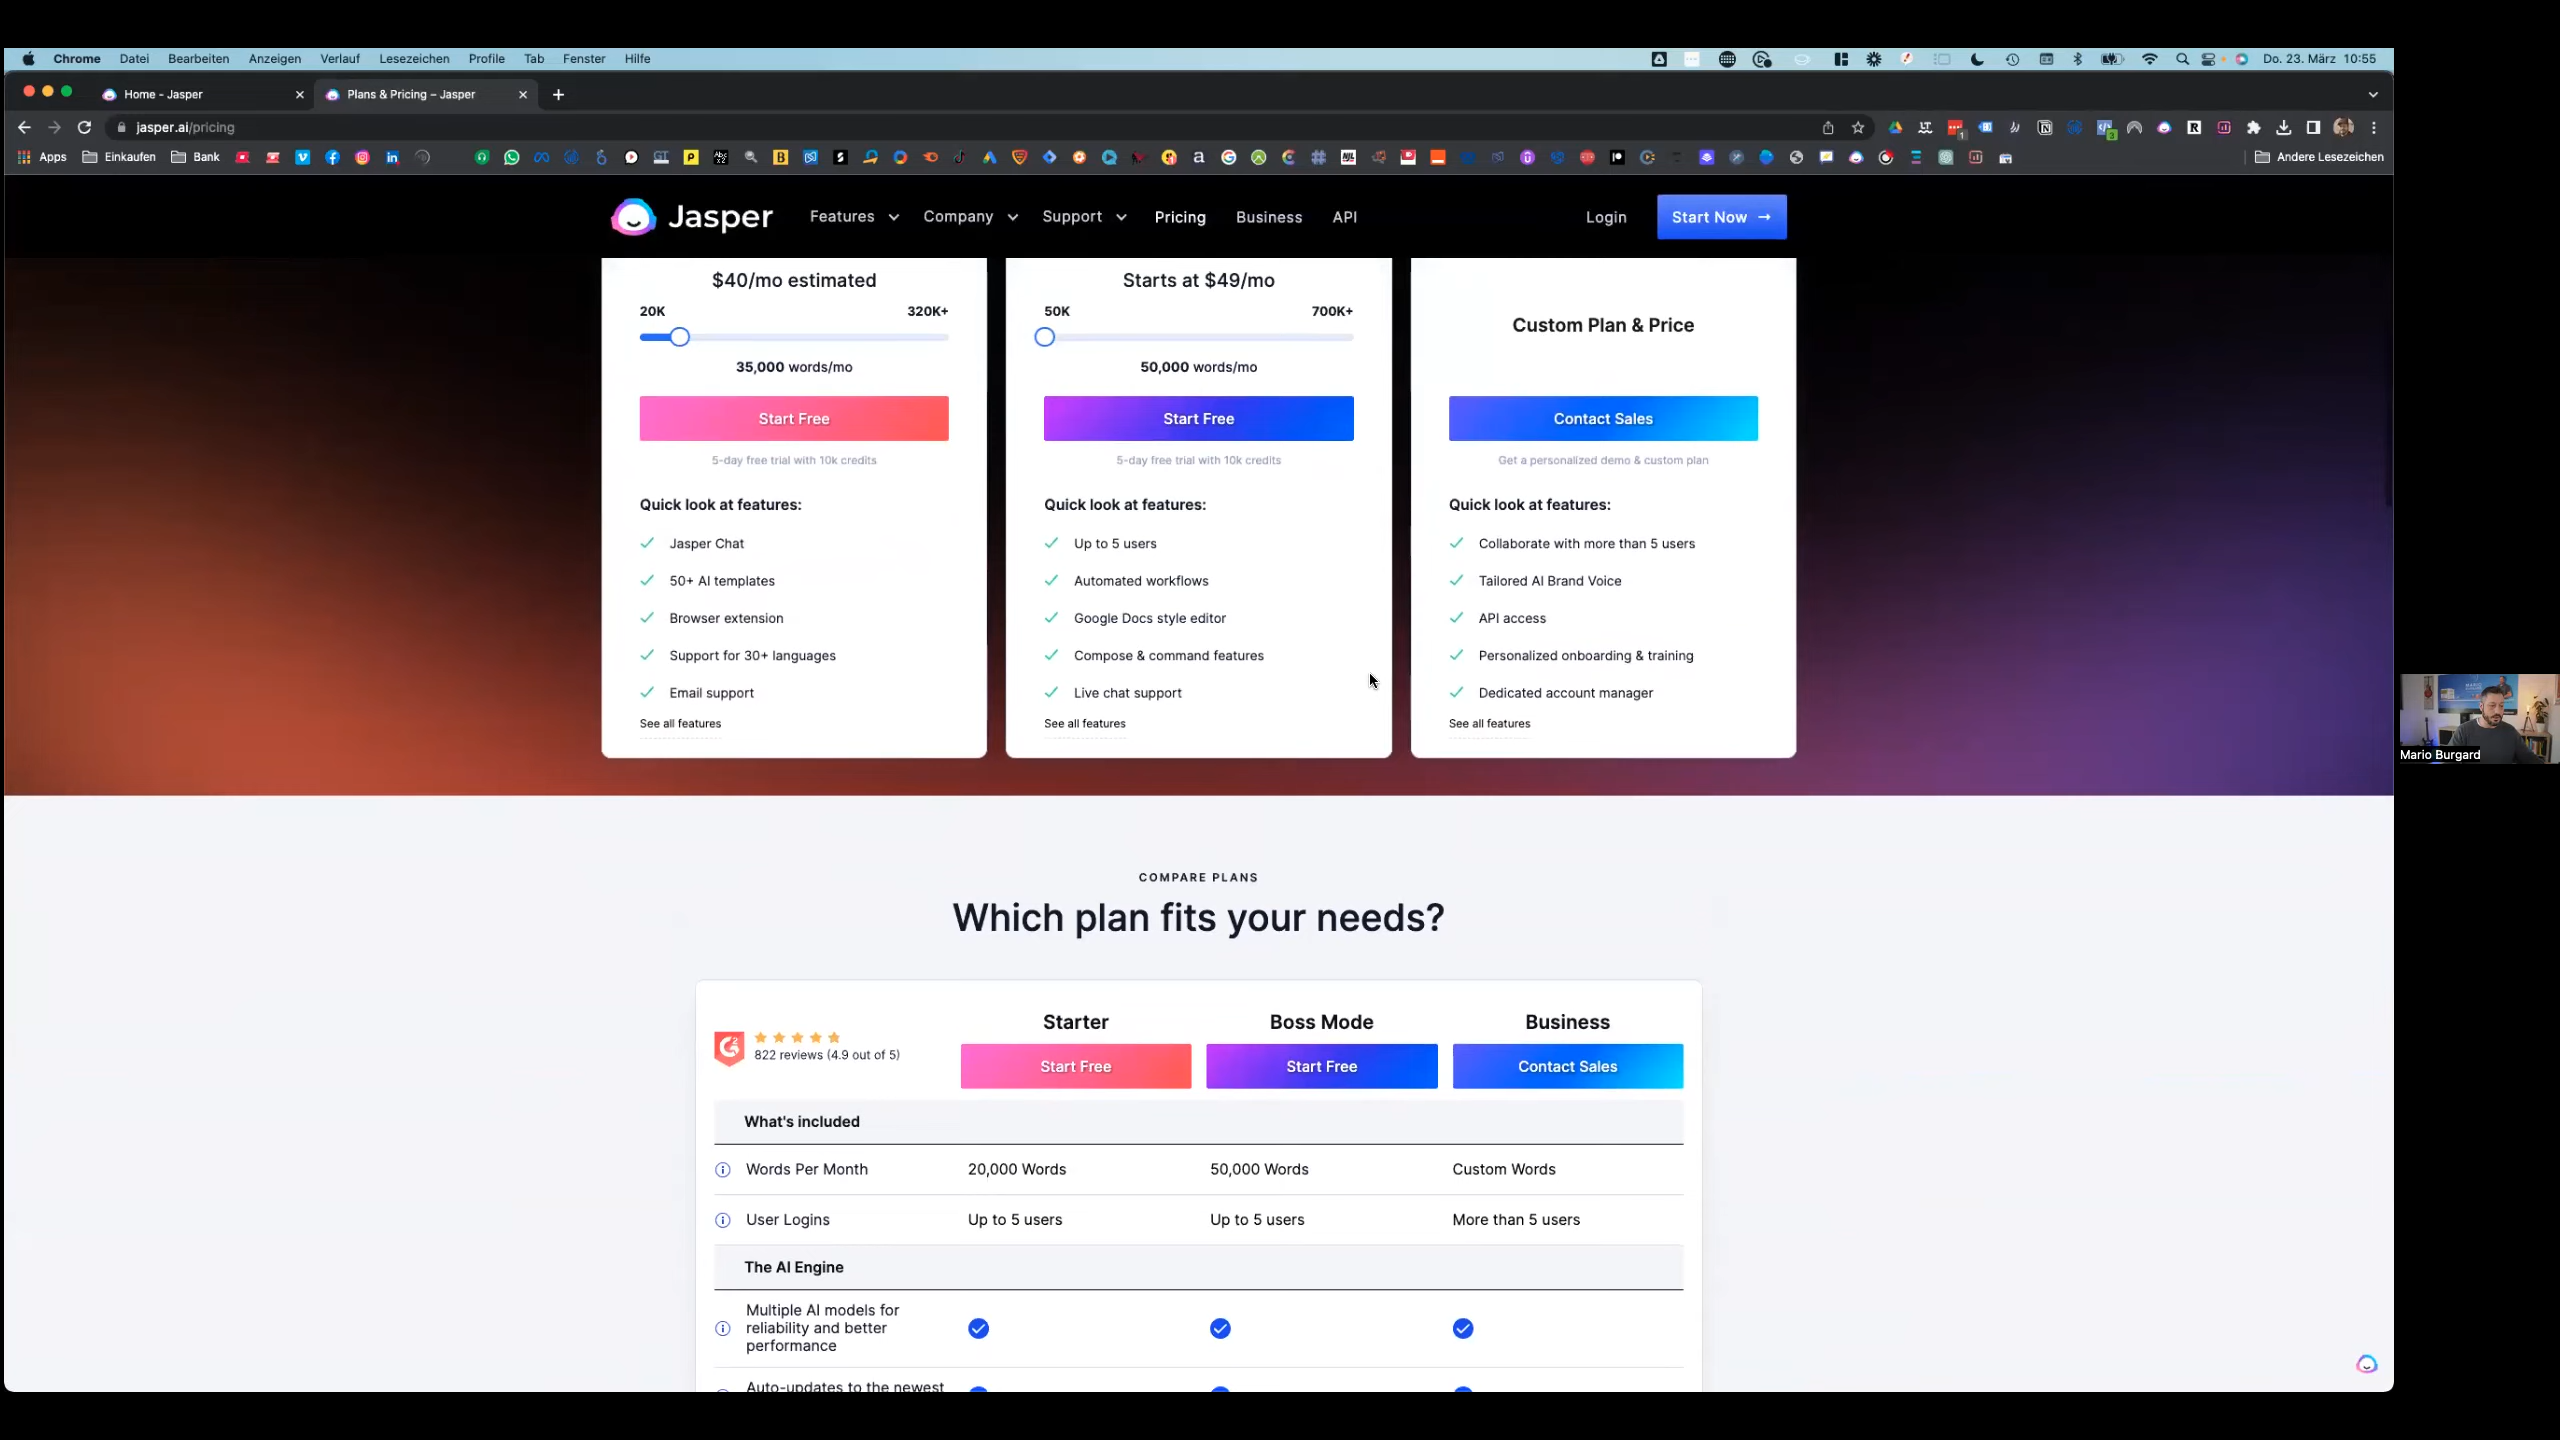 Chrome Datei Bearbeiten Anzeigen Verlauf Lesezeichen Profile Tab Fenster Hilfe Do. 23. März 10:55
Home - Jasper Plans & Pricing – Jasper
jasper.ai/pricing
Apps Einkaufen Bank Andere Lesezeichen
Jasper Features Company Support Pricing Business API Login Start Now →
$40/mo estimated Starts at $49/mo
20K 320K+ 50K 700K+
Custom Plan & Price
35,000 words/mo 50,000 words/mo
Start Free Start Free Contact Sales
5-day free trial with 10k credits 5-day free trial with 10k credits Get a personalized demo & custom plan
Quick look at features: Quick look at features: Quick look at features:
Jasper Chat Up to 5 users Collaborate with more than 5 users
50+ AI templates Automated workflows Tailored AI Brand Voice
Browser extension Google Docs style editor API access
Support for 30+ languages Compose & command features Personalized onboarding & training
Email support Live chat support Dedicated account manager
See all features See all features See all features
Mario Burgard
COMPARE PLANS
Which plan fits your needs?
Starter Boss Mode Business
822 reviews (4.9 out of 5)
Start Free Start Free Contact Sales
What's included
Words Per Month 20,000 Words 50,000 Words Custom Words
User Logins Up to 5 users Up to 5 users More than 5 users
The AI Engine
Multiple AI models for
reliability and better
performance
Auto-updates to the newest